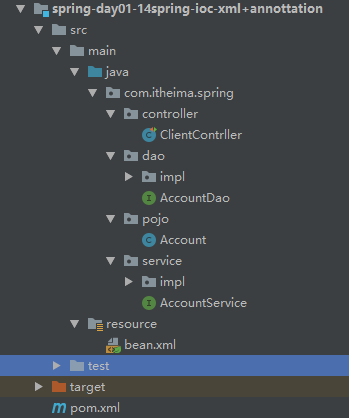 spring-day01-14spring-ioc-xml+annottation
src
main
java
com.itheima.spring
controller
ClientContrller
dao
impl
AccountDao
pojo
Account
service
impl
AccountService
resource
bean.xml
test
target
pom.xml